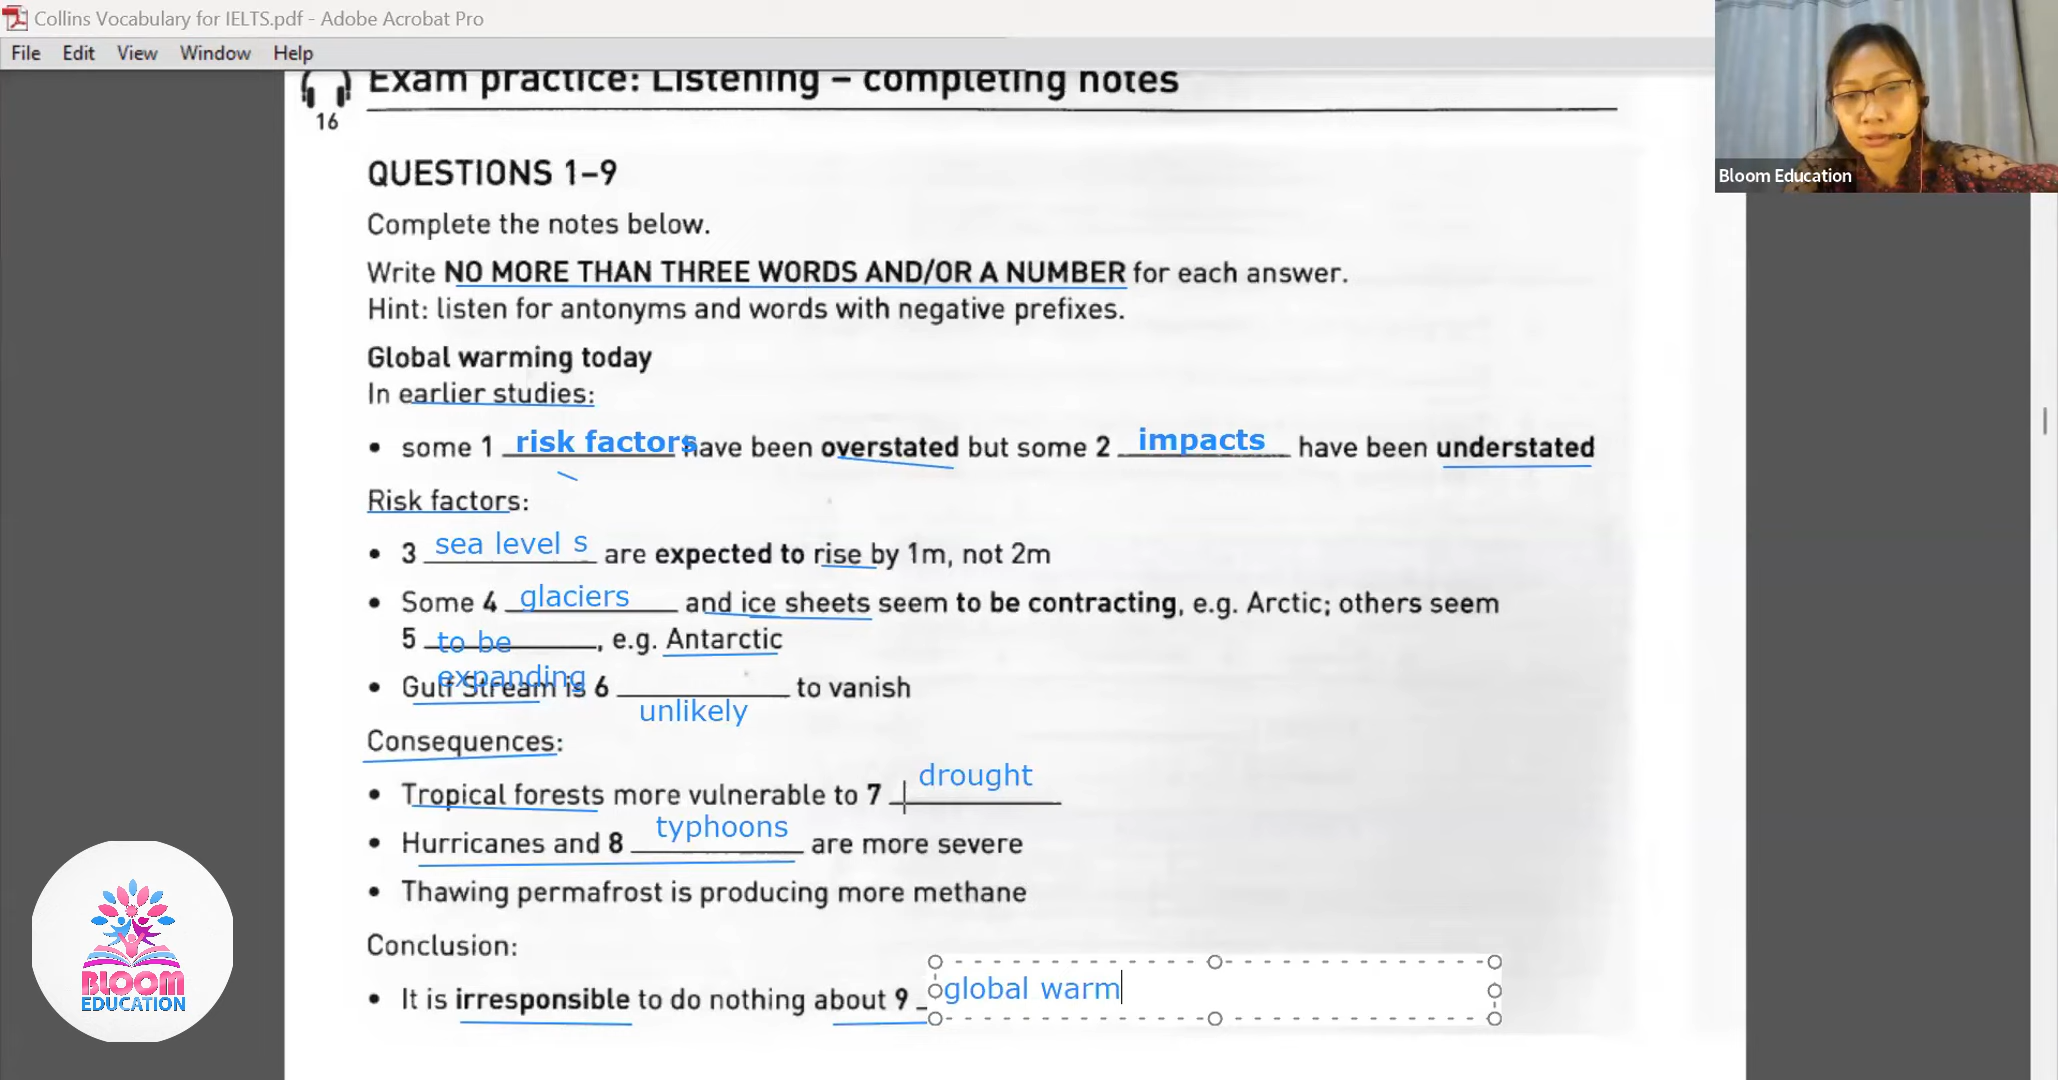 Collins Vocabulary for IELTS.pdf - Adobe Acrobat Pro
File Edit View Window Help
Bloom Education
Exam practice: Listening – completing notes
16
QUESTIONS 1–9
Complete the notes below.
Write NO MORE THAN THREE WORDS AND/OR A NUMBER for each answer.
Hint: listen for antonyms and words with negative prefixes.
Global warming today
In earlier studies:
• some 1 risk factors have been overstated but some 2 impacts have been understated
Risk factors:
• 3 sea level s are expected to rise by 1m, not 2m
• Some 4 glaciers and ice sheets seem to be contracting, e.g. Arctic; others seem
5 to be expanding, e.g. Antarctic
• Gulf Stream is 6 unlikely to vanish
Consequences:
• Tropical forests more vulnerable to 7 drought
• Hurricanes and 8 typhoons are more severe
• Thawing permafrost is producing more methane
Conclusion:
• It is irresponsible to do nothing about 9 global warm
BLOOM
EDUCATION